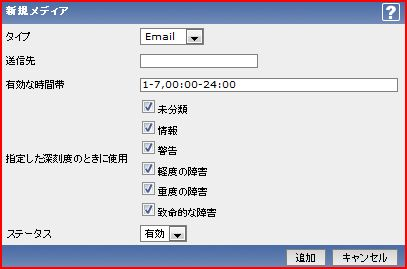 新規メディア ?
タイプ Email
送信先
有効な時間帯 1-7,00:00-24:00
未分類
情報
警告
指定した深刻度のときに使用 軽度の障害
重度の障害
致命的な障害
ステータス 有効
追加 キャンセル